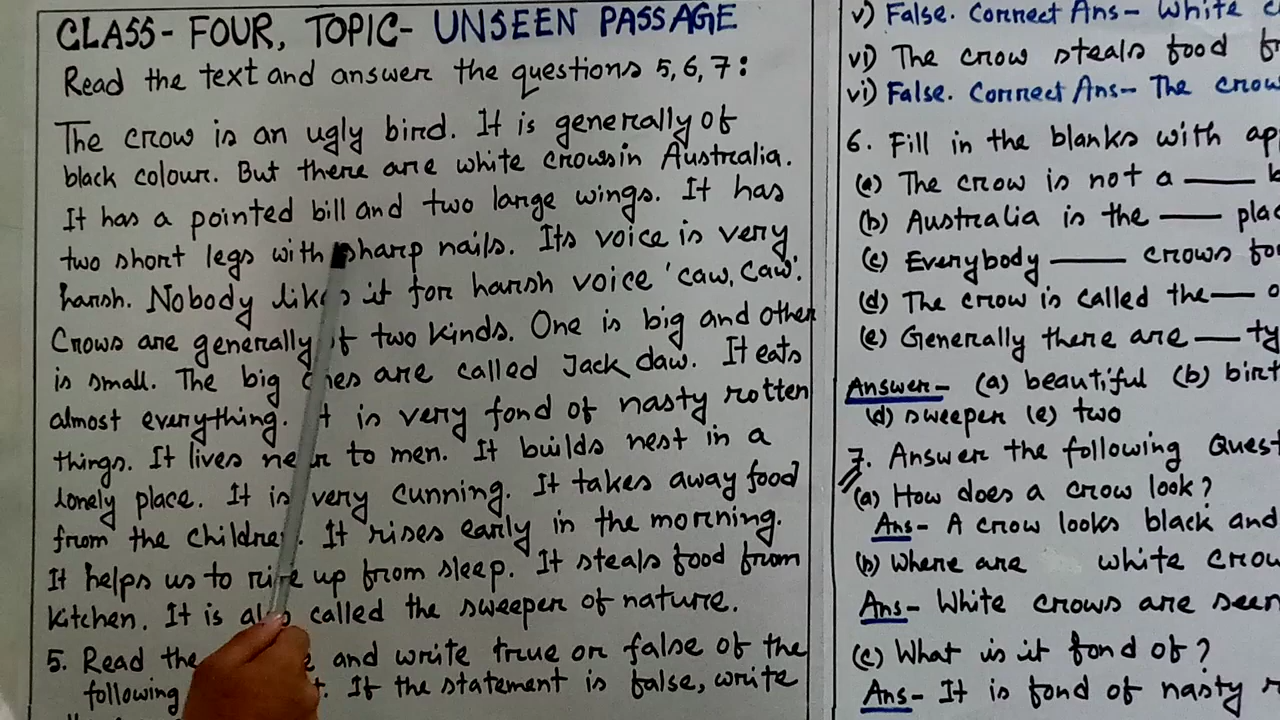 CLASS- FOUR, TOPIC- UNSEEN PASSAGE
Read the text and answer the questions 5, 6, 7:
The crow is an ugly bird. It is generally of
black colour. But there are white crows in Australia.
It has a pointed bill and two large wings. It has
two short legs with sharp nails. Its voice is very
harsh. Nobody likes it for harsh voice 'caw, caw'.
Crows are generally of two kinds. One is big and other
is small. The big ones are called Jack daw. It eats
almost everything. It is very fond of nasty rotten
things. It lives near to men. It builds nest in a
lonely place. It is very cunning. It takes away food
from the children. It rises early in the morning.
It helps us to rise up from sleep. It steals food from
kitchen. It is also called the sweeper of nature.
5. Read the and write true or false of the
following If the statement is false, write
v) False. Correct Ans- White
vi) The crow steals food
vi) False. Correct Ans- The crow
6. Fill in the blanks with
(a) The crow is not a ——
(b) Australia is the ——
(c) Everybody —— crows for
(d) The crow is called the ——
(e) Generally there are ——
Answer- (a) beautiful (b)
(d) sweeper (e) two
7. Answer the following
(a) How does a crow look?
Ans- A crow looks black and
(b) Where are white
Ans- White crows are seen
(c) What is it fond of?
Ans- It is fond of nasty